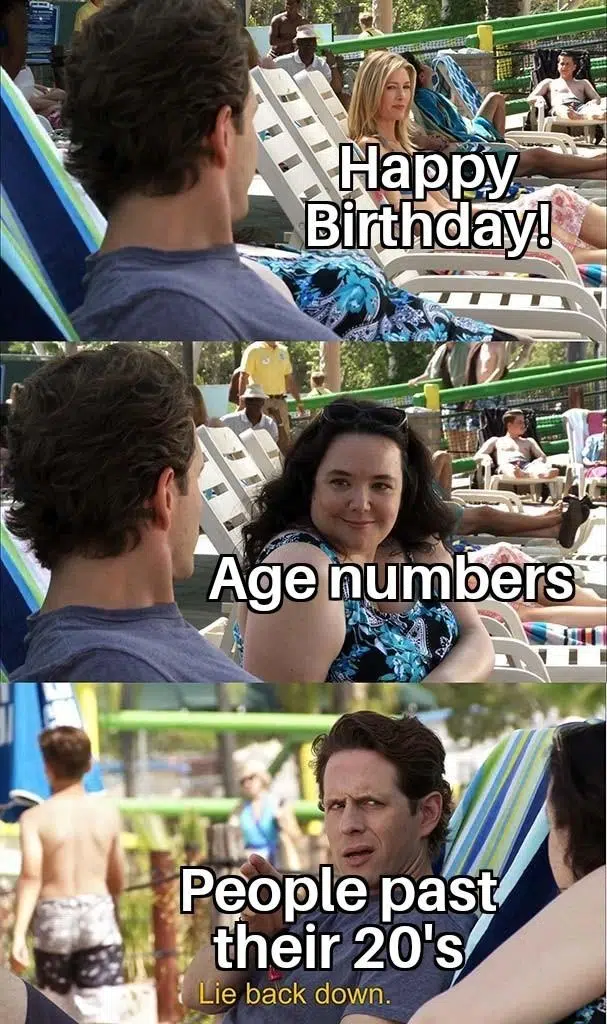 Happy
Birthday!
Age numbers
People past
their 20's
Lie back down.